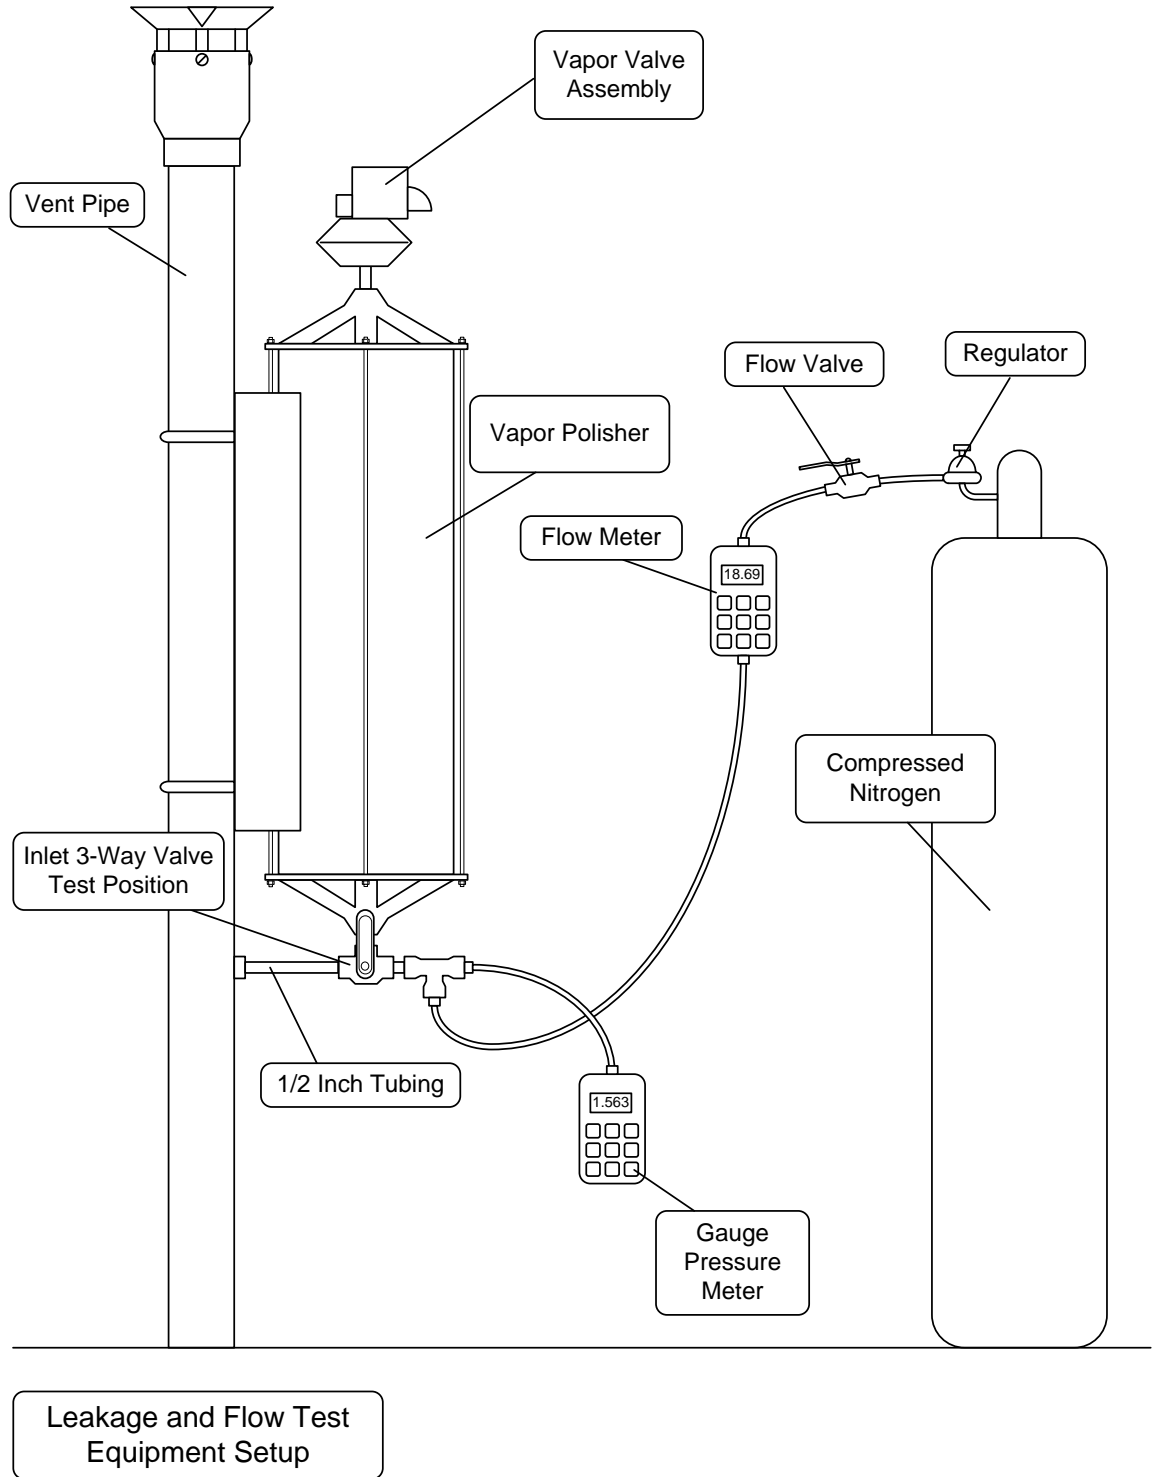 Vapor Valve
Assembly
Vent Pipe
Flow Valve
Regulator
Vapor Polisher
Flow Meter
18.69
Compressed
Nitrogen
Inlet 3-Way Valve
Test Position
1/2 Inch Tubing
1.563
Gauge
Pressure
Meter
Leakage and Flow Test
Equipment Setup